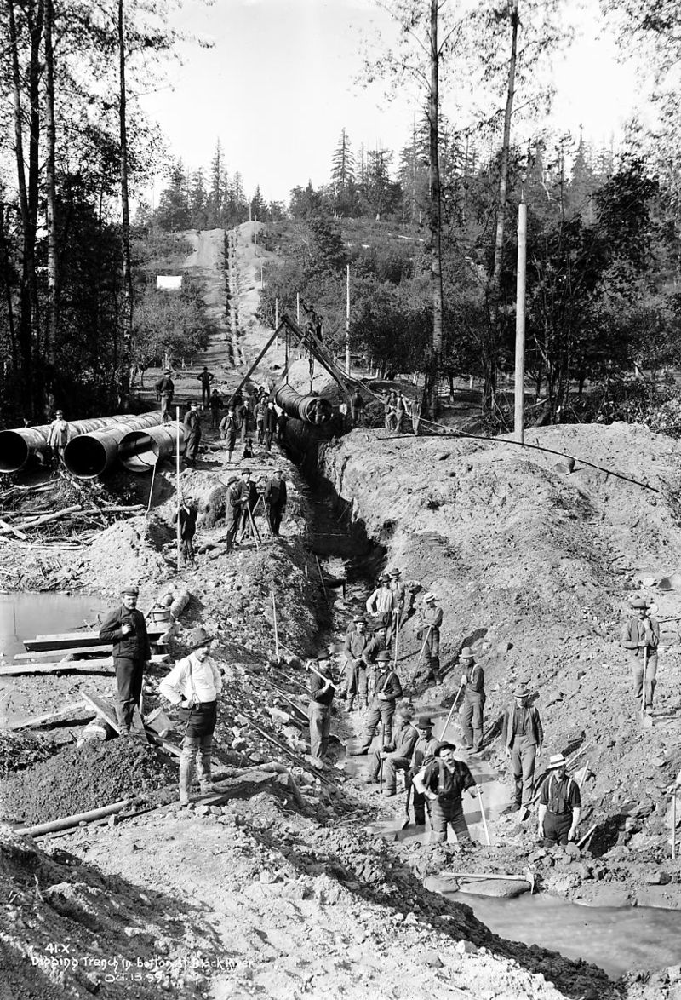 41.X.
Digging Trench in bottom at Black River
Oct. 13. 99.